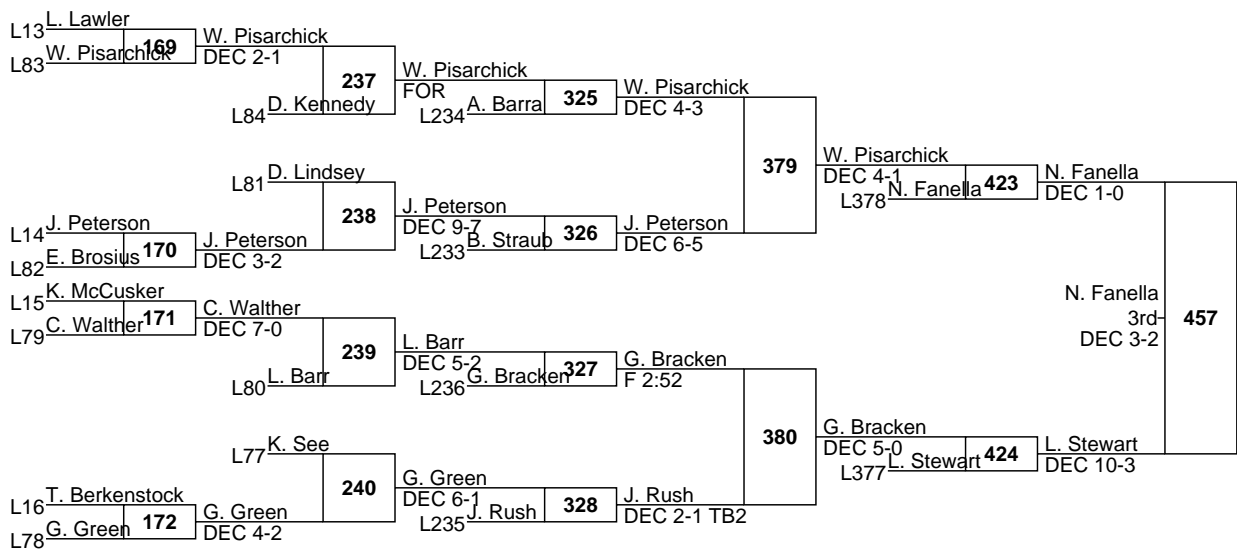 L13 L. Lawler
L83 W. Pisarchick
169
W. Pisarchick
DEC 2-1
237
L84 D. Kennedy
W. Pisarchick
FOR
L234 A. Barra
325
W. Pisarchick
DEC 4-3
L81 D. Lindsey
238
L14 J. Peterson
L82 E. Brosius
170
J. Peterson
DEC 3-2
J. Peterson
DEC 9-7
L233 B. Straub
326
J. Peterson
DEC 6-5
379
W. Pisarchick
DEC 4-1
L378 N. Fanella
423
N. Fanella
DEC 1-0
L15 K. McCusker
L79 C. Walther
171
C. Walther
DEC 7-0
239
L80 L. Barr
L. Barr
DEC 5-2
L236 G. Bracken
327
G. Bracken
F 2:52
L77 K. See
240
L16 T. Berkenstock
L78 G. Green
172
G. Green
DEC 4-2
G. Green
DEC 6-1
L235 J. Rush
328
J. Rush
DEC 2-1 TB2
380
G. Bracken
DEC 5-0
L377 L. Stewart
424
L. Stewart
DEC 10-3
N. Fanella
3rd
DEC 3-2
457